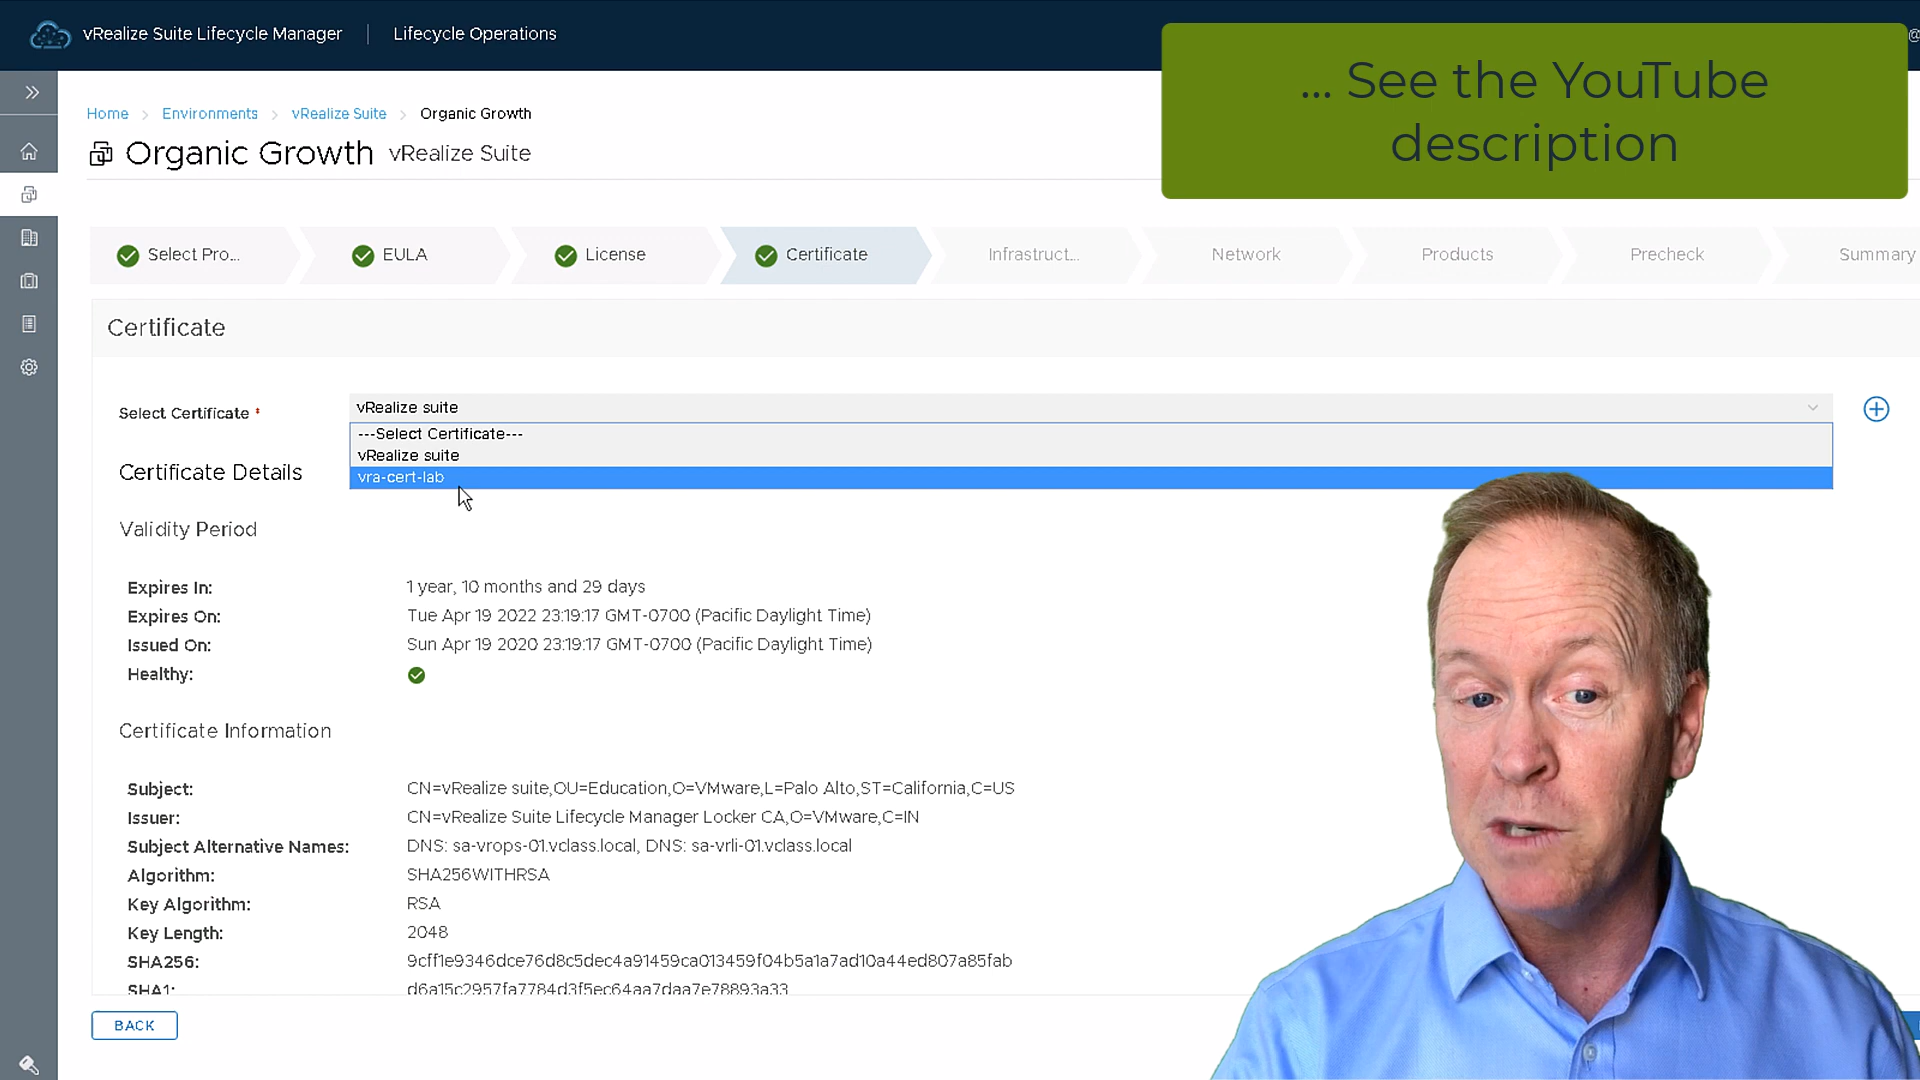 vRealize Suite Lifecycle Manager | Lifecycle Operations
@
... See the YouTube
description
Home > Environments > vRealize Suite > Organic Growth
Organic Growth vRealize Suite
Select Pro... EULA License Certificate Infrastruct... Network Products Precheck Summary
Certificate
Select Certificate * vRealize suite
---Select Certificate---
vRealize suite
vra-cert-lab
Certificate Details
Validity Period
Expires In: 1 year, 10 months and 29 days
Expires On: Tue Apr 19 2022 23:19:17 GMT-0700 (Pacific Daylight Time)
Issued On: Sun Apr 19 2020 23:19:17 GMT-0700 (Pacific Daylight Time)
Healthy:
Certificate Information
Subject: CN=vRealize suite,OU=Education,O=VMware,L=Palo Alto,ST=California,C=US
Issuer: CN=vRealize Suite Lifecycle Manager Locker CA,O=VMware,C=IN
Subject Alternative Names: DNS: sa-vrops-01.vclass.local, DNS: sa-vrli-01.vclass.local
Algorithm: SHA256WITHRSA
Key Algorithm: RSA
Key Length: 2048
SHA256: 9cff1e9346dce76d8c5dec4a91459ca013459f04b5a1a7ad10a44ed807a85fab
SHA1: d6a15c2957fa7784d3f5ec64aa7daa7e78893a33
BACK